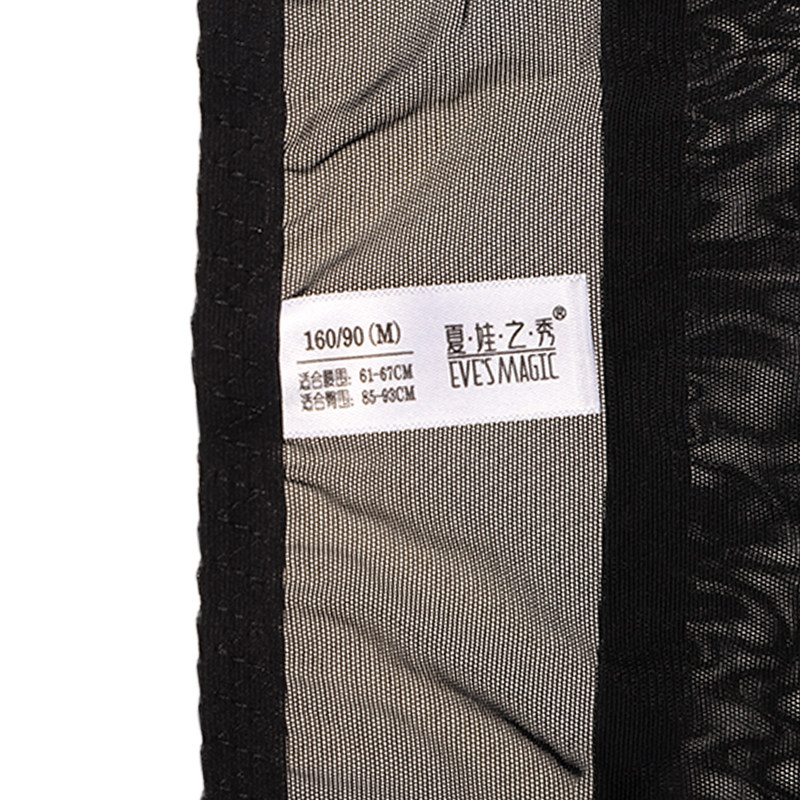 160/90(M)
适合腰围: 61-67CM
适合臀围: 85-93CM
夏·娃·之·秀®
EVE'S MAGIC